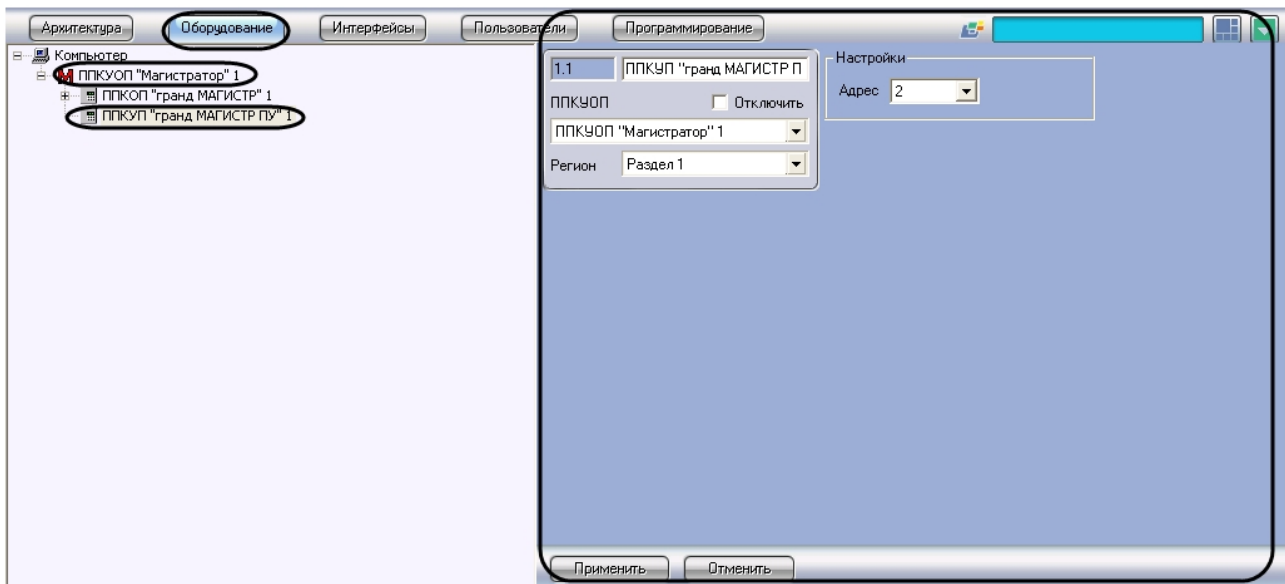 Архитектура Оборудование Интерфейсы Пользователи Программирование
Компьютер
ППКУОП "Магистратор" 1
ППКОП "гранд МАГИСТР" 1
ППКУП "гранд МАГИСТР ПУ" 1
1.1 ППКУП "гранд МАГИСТР П
ППКУОП Отключить
ППКУОП "Магистратор" 1
Регион Раздел 1
Настройки
Адрес 2
Применить Отменить